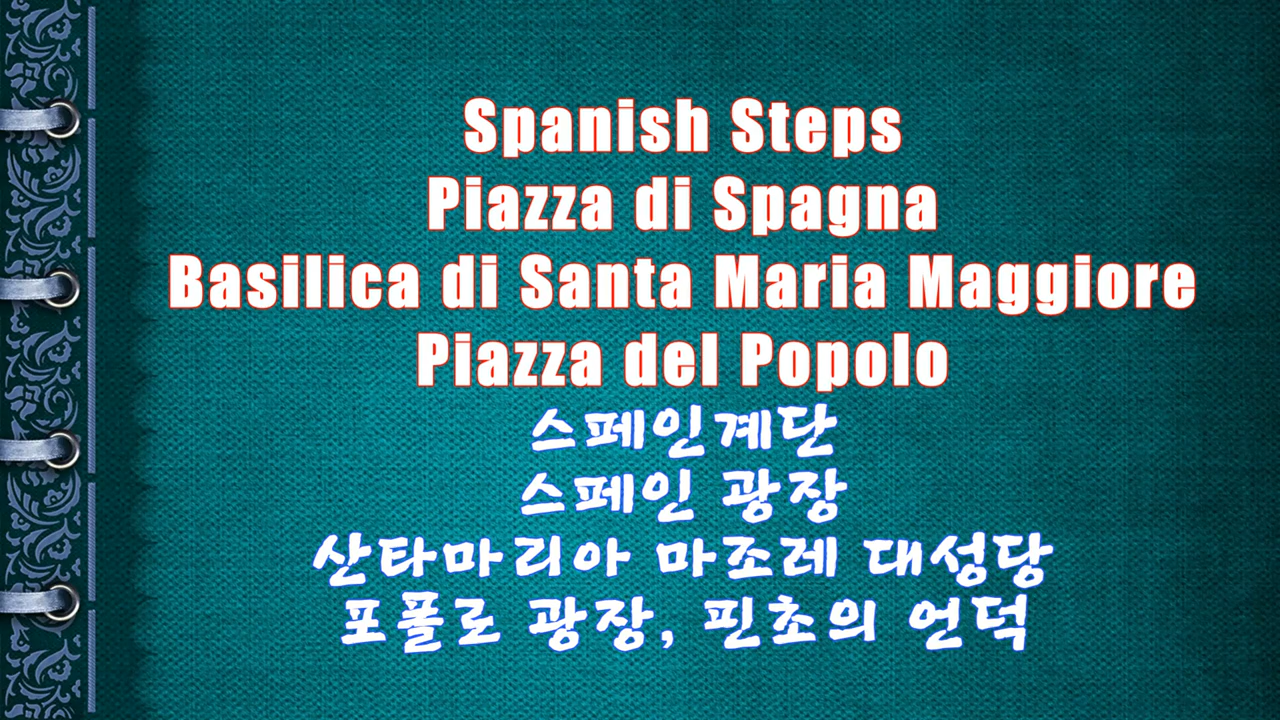 Spanish Steps
Piazza di Spagna
Basilica di Santa Maria Maggiore
Piazza del Popolo
스페인계단
스페인 광장
산타마리아 마조레 대성당
포폴로 광장, 핀초의 언덕